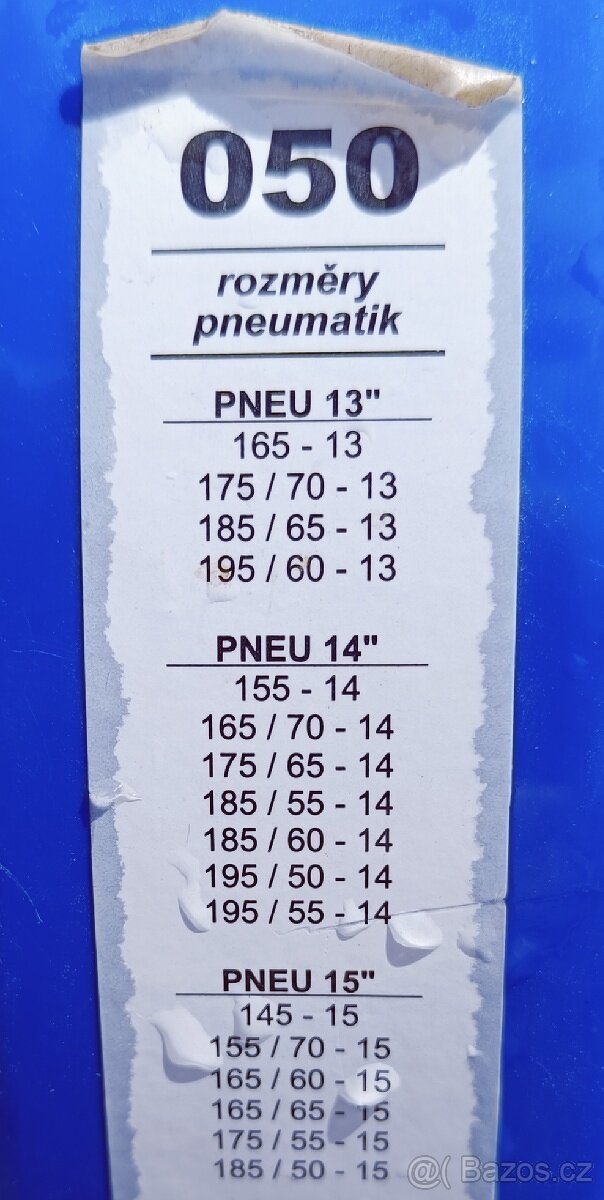 050
rozměry
pneumatik
PNEU 13"
165 - 13
175 / 70 - 13
185 / 65 - 13
195 / 60 - 13
PNEU 14"
155 - 14
165 / 70 - 14
175 / 65 - 14
185 / 55 - 14
185 / 60 - 14
195 / 50 - 14
195 / 55 - 14
PNEU 15"
145 - 15
155 / 70 - 15
165 / 60 - 15
165 / 65 - 15
175 / 55 - 15
185 / 50 - 15
Bazos.cz